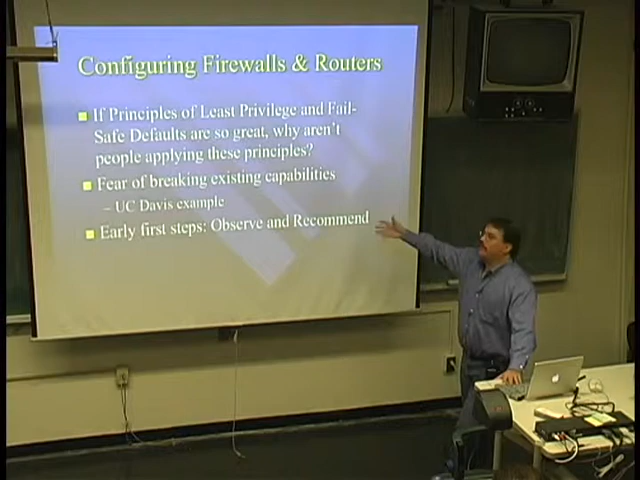 Configuring Firewalls & Routers
If Principles of Least Privilege and Fail-
Safe Defaults are so great, why aren't
people applying these principles?
Fear of breaking existing capabilities
– UC Davis example
Early first steps: Observe and Recommend